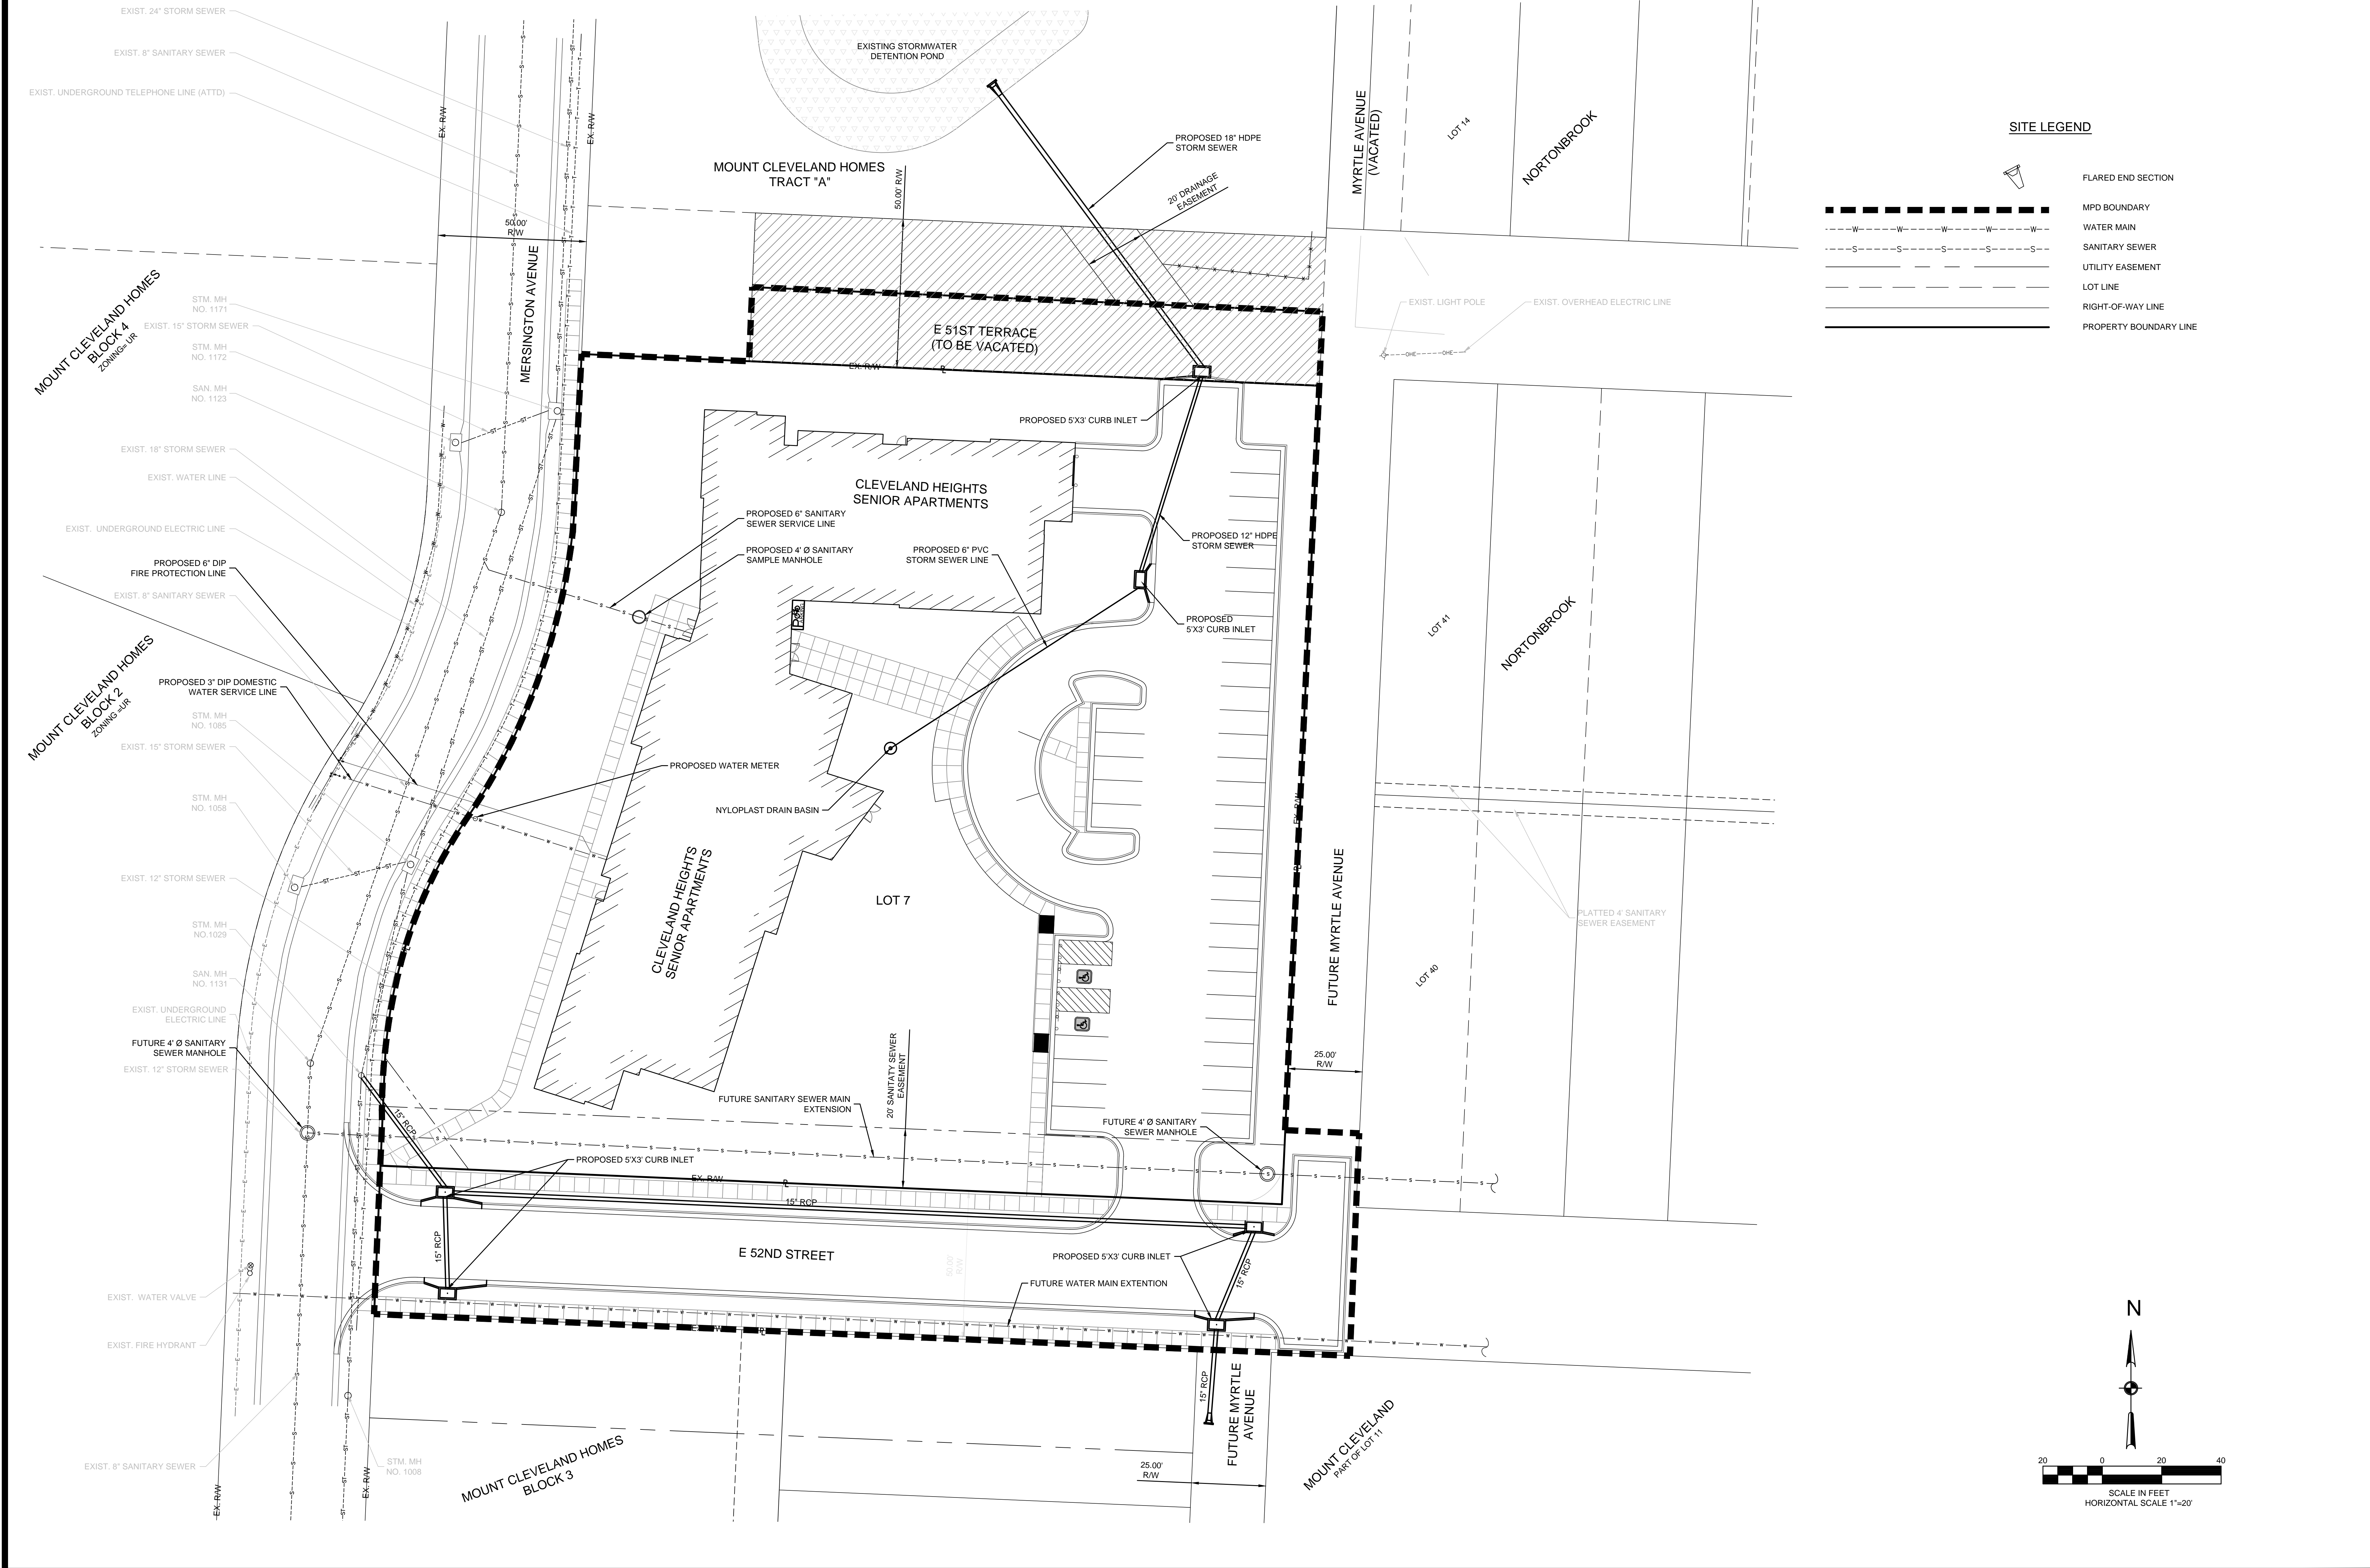 EXIST. 24" STORM SEWER
EXIST. 8" SANITARY SEWER
EXIST. UNDERGROUND TELEPHONE LINE (ATTD)
EX. R/W
EX. R/W
50.00'
R/W
MERSINGTON AVENUE
EXISTING STORMWATER
DETENTION POND
MOUNT CLEVELAND HOMES
TRACT "A"
50.00' R/W
PROPOSED 18" HDPE
STORM SEWER
20' DRAINAGE
EASEMENT
MYRTLE AVENUE
(VACATED)
LOT 14
NORTONBROOK
SITE LEGEND
FLARED END SECTION
MPD BOUNDARY
WATER MAIN
SANITARY SEWER
UTILITY EASEMENT
LOT LINE
RIGHT-OF-WAY LINE
PROPERTY BOUNDARY LINE
MOUNT CLEVELAND HOMES
BLOCK 4
ZONING= UR
STM. MH
NO. 1171
EXIST. 15" STORM SEWER
STM. MH
NO. 1172
SAN. MH
NO. 1123
EXIST. 18" STORM SEWER
EXIST. WATER LINE
EXIST. UNDERGROUND ELECTRIC LINE
PROPOSED 6" DIP
FIRE PROTECTION LINE
EXIST. 8" SANITARY SEWER
E 51ST TERRACE
(TO BE VACATED)
EX. R/W
EXIST. LIGHT POLE
EXIST. OVERHEAD ELECTRIC LINE
OHE
OHE
PROPOSED 5'X3' CURB INLET
CLEVELAND HEIGHTS
SENIOR APARTMENTS
PROPOSED 6" SANITARY
SEWER SERVICE LINE
PROPOSED 4' Ø SANITARY
SAMPLE MANHOLE
PROPOSED 6" PVC
STORM SEWER LINE
PROPOSED 12" HDPE
STORM SEWER
PROPOSED
5'X3' CURB INLET
LOT 41
NORTONBROOK
MOUNT CLEVELAND HOMES
BLOCK 2
ZONING =UR
PROPOSED 3" DIP DOMESTIC
WATER SERVICE LINE
STM. MH
NO. 1085
EXIST. 15" STORM SEWER
STM. MH
NO. 1058
EXIST. 12" STORM SEWER
STM. MH
NO.1029
SAN. MH
NO. 1131
EXIST. UNDERGROUND
ELECTRIC LINE
FUTURE 4' Ø SANITARY
SEWER MANHOLE
EXIST. 12" STORM SEWER
PROPOSED WATER METER
NYLOPLAST DRAIN BASIN
CLEVELAND HEIGHTS
SENIOR APARTMENTS
LOT 7
EX. R/W
FUTURE MYRTLE AVENUE
PLATTED 4' SANITARY
SEWER EASEMENT
LOT 40
25.00'
R/W
20' SANITARY SEWER
EASEMENT
FUTURE SANITARY SEWER MAIN
EXTENSION
FUTURE 4' Ø SANITARY
SEWER MANHOLE
15" RCP
PROPOSED 5'X3' CURB INLET
EX. R/W
15" RCP
15" RCP
E 52ND STREET
50.00'
R/W
PROPOSED 5'X3' CURB INLET
15" RCP
FUTURE WATER MAIN EXTENTION
EXIST. WATER VALVE
EXIST. FIRE HYDRANT
EXIST. 8" SANITARY SEWER
STM. MH
NO. 1008
EX. R/W
EX. R/W
MOUNT CLEVELAND HOMES
BLOCK 3
15" RCP
FUTURE MYRTLE
AVENUE
25.00'
R/W
MOUNT CLEVELAND
PART OF LOT 11
N
20 0 20 40
SCALE IN FEET
HORIZONTAL SCALE 1"=20'